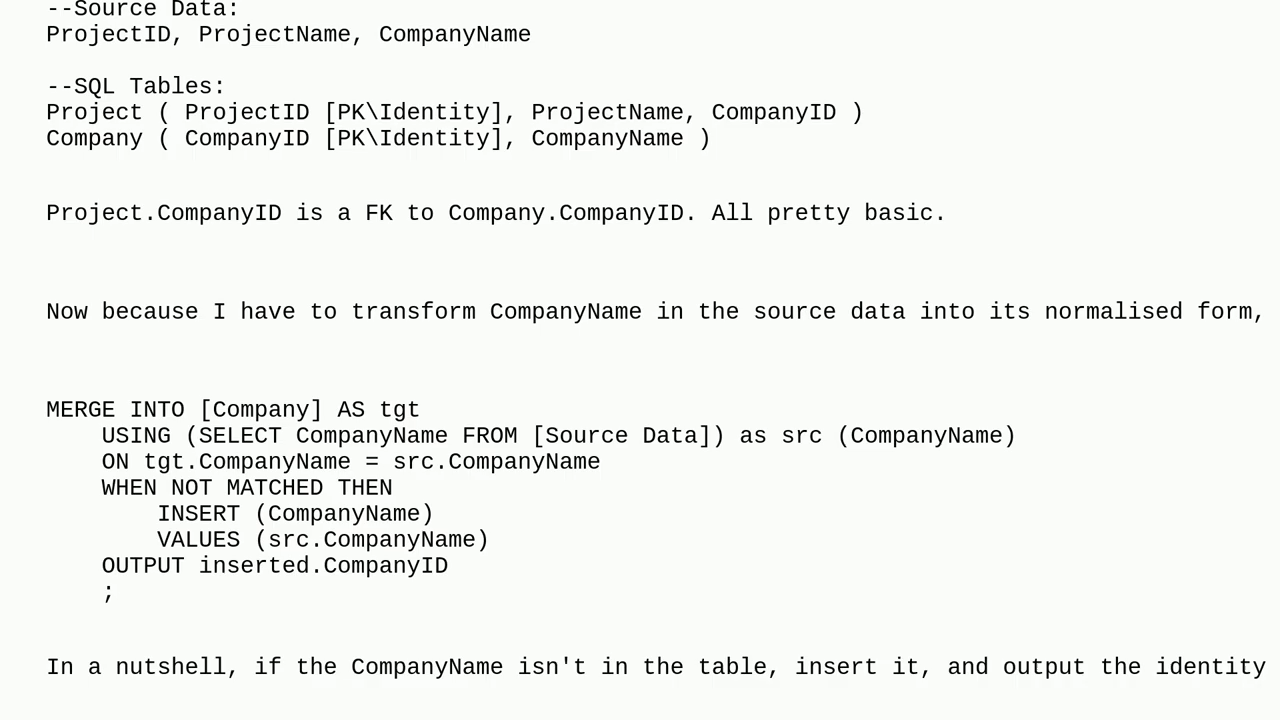 --Source Data:
ProjectID, ProjectName, CompanyName
--SQL Tables:
Project ( ProjectID [PK\Identity], ProjectName, CompanyID )
Company ( CompanyID [PK\Identity], CompanyName )
Project.CompanyID is a FK to Company.CompanyID. All pretty basic.
Now because I have to transform CompanyName in the source data into its normalised form,
MERGE INTO [Company] AS tgt
    USING (SELECT CompanyName FROM [Source Data]) as src (CompanyName)
    ON tgt.CompanyName = src.CompanyName
    WHEN NOT MATCHED THEN
        INSERT (CompanyName)
        VALUES (src.CompanyName)
    OUTPUT inserted.CompanyID
    ;
In a nutshell, if the CompanyName isn't in the table, insert it, and output the identity